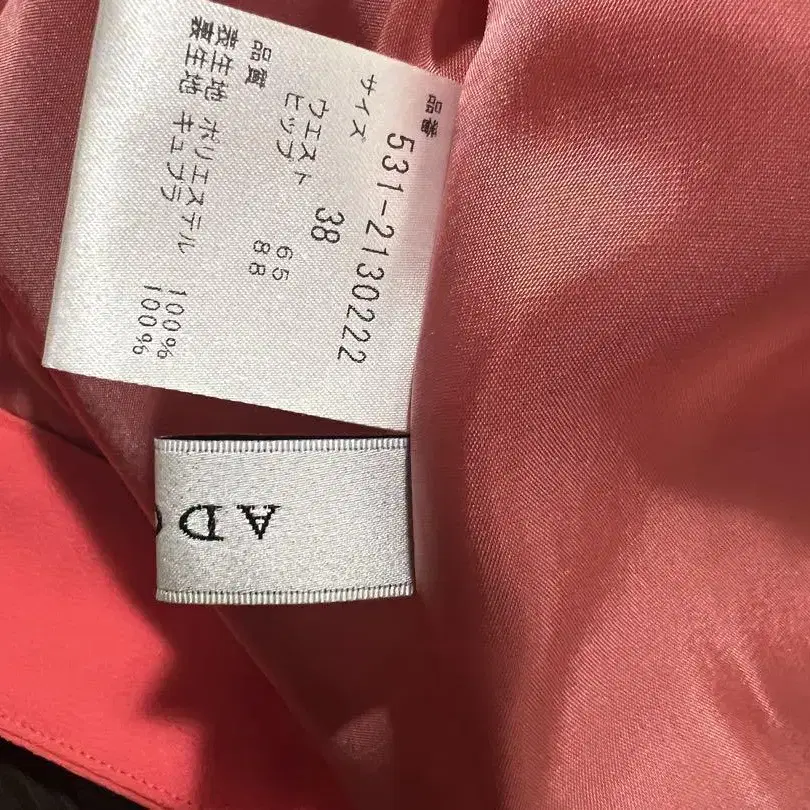 品番 531-2130222
サイズ 38
ウエスト 65
ヒップ 88
品質
表生地 ポリエステル 100%
裏生地 キュプラ 100%
AD